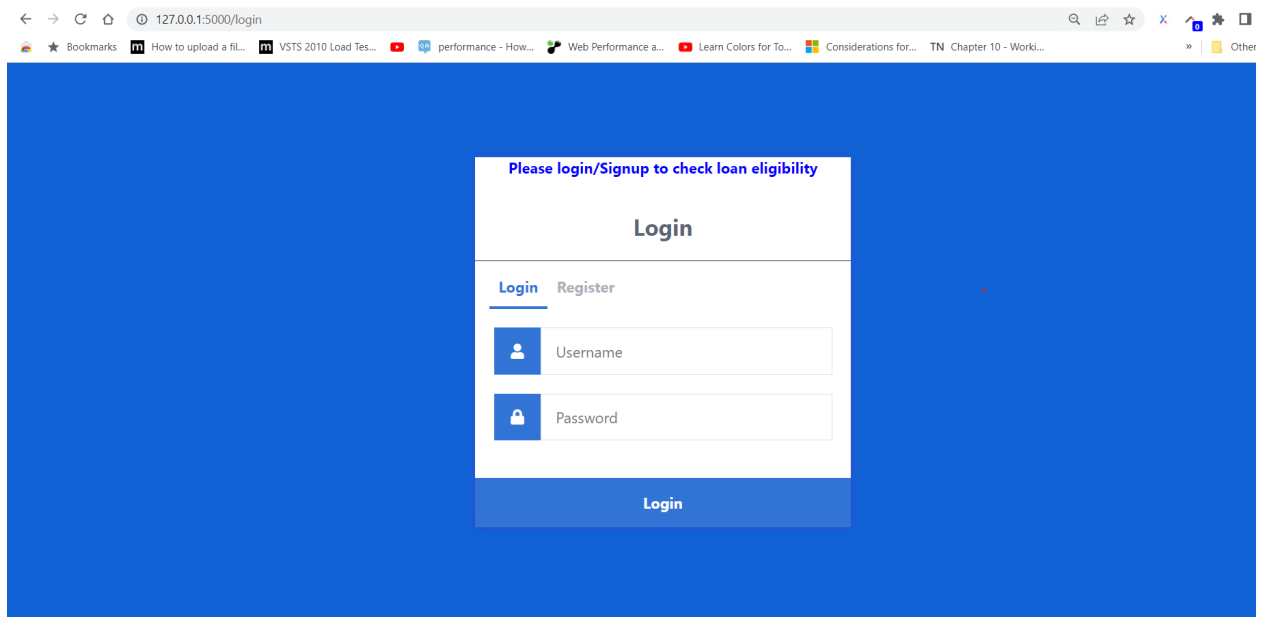 127.0.0.1:5000/login
Bookmarks m How to upload a fil... m VSTS 2010 Load Tes... QA performance - How... Web Performance a... Learn Colors for To... Considerations for... TN Chapter 10 - Worki... » Other
0
Please login/Signup to check loan eligibility
Login
Login Register
Username
Password
Login